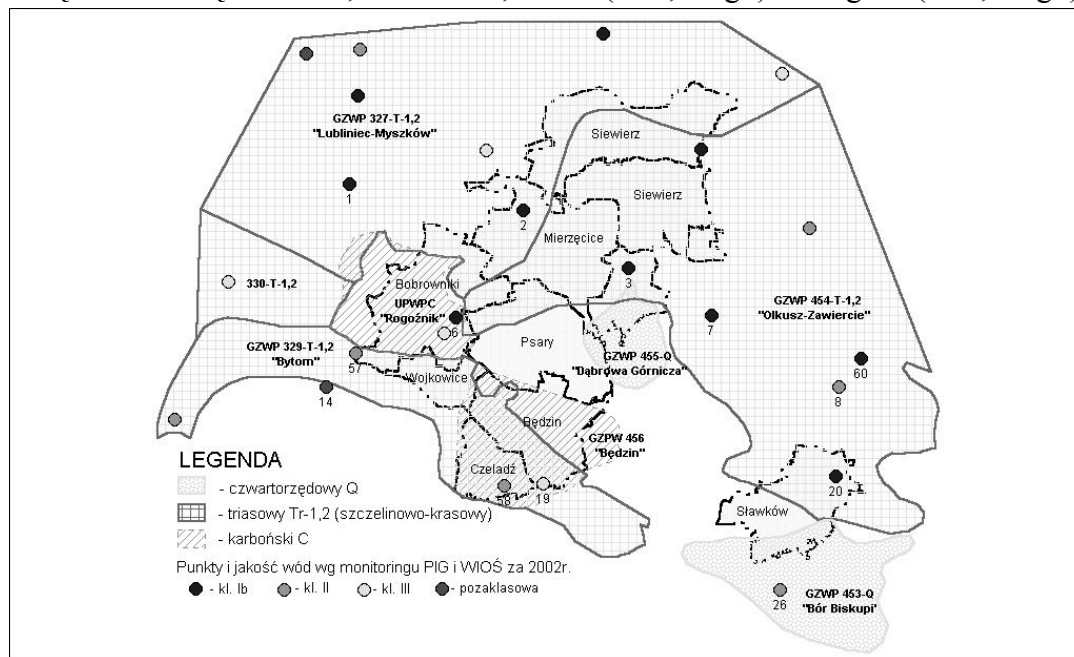 GZWP 327-T-1,2
"Lubliniec-Myszków"
Siewierz
Siewierz
1
2
Mierzęcice
330-T-1,2
Bobrowniki
UPWPC
"Rogoźnik"
3
6
7
GZWP 454-T-1,2
"Olkusz-Zawiercie"
GZWP 329-T-1,2
"Bytom"
57
Psary
GZWP 455-Q
"Dąbrowa Górnicza"
Wojkowice
14
60
8
Będzin
GZPW 456
"Będzin"
LEGENDA
Czeladź
58
19
20
Sławków
- czwartorzędowy Q
- triasowy Tr-1,2 (szczelinowo-krasowy)
- karboński C
Punkty i jakość wód wg monitoringu PIG i WIOŚ za 2002r.
- kl. Ib - kl. II - kl. III - pozaklasowa
26
GZWP 453-Q
"Bór Biskupi'